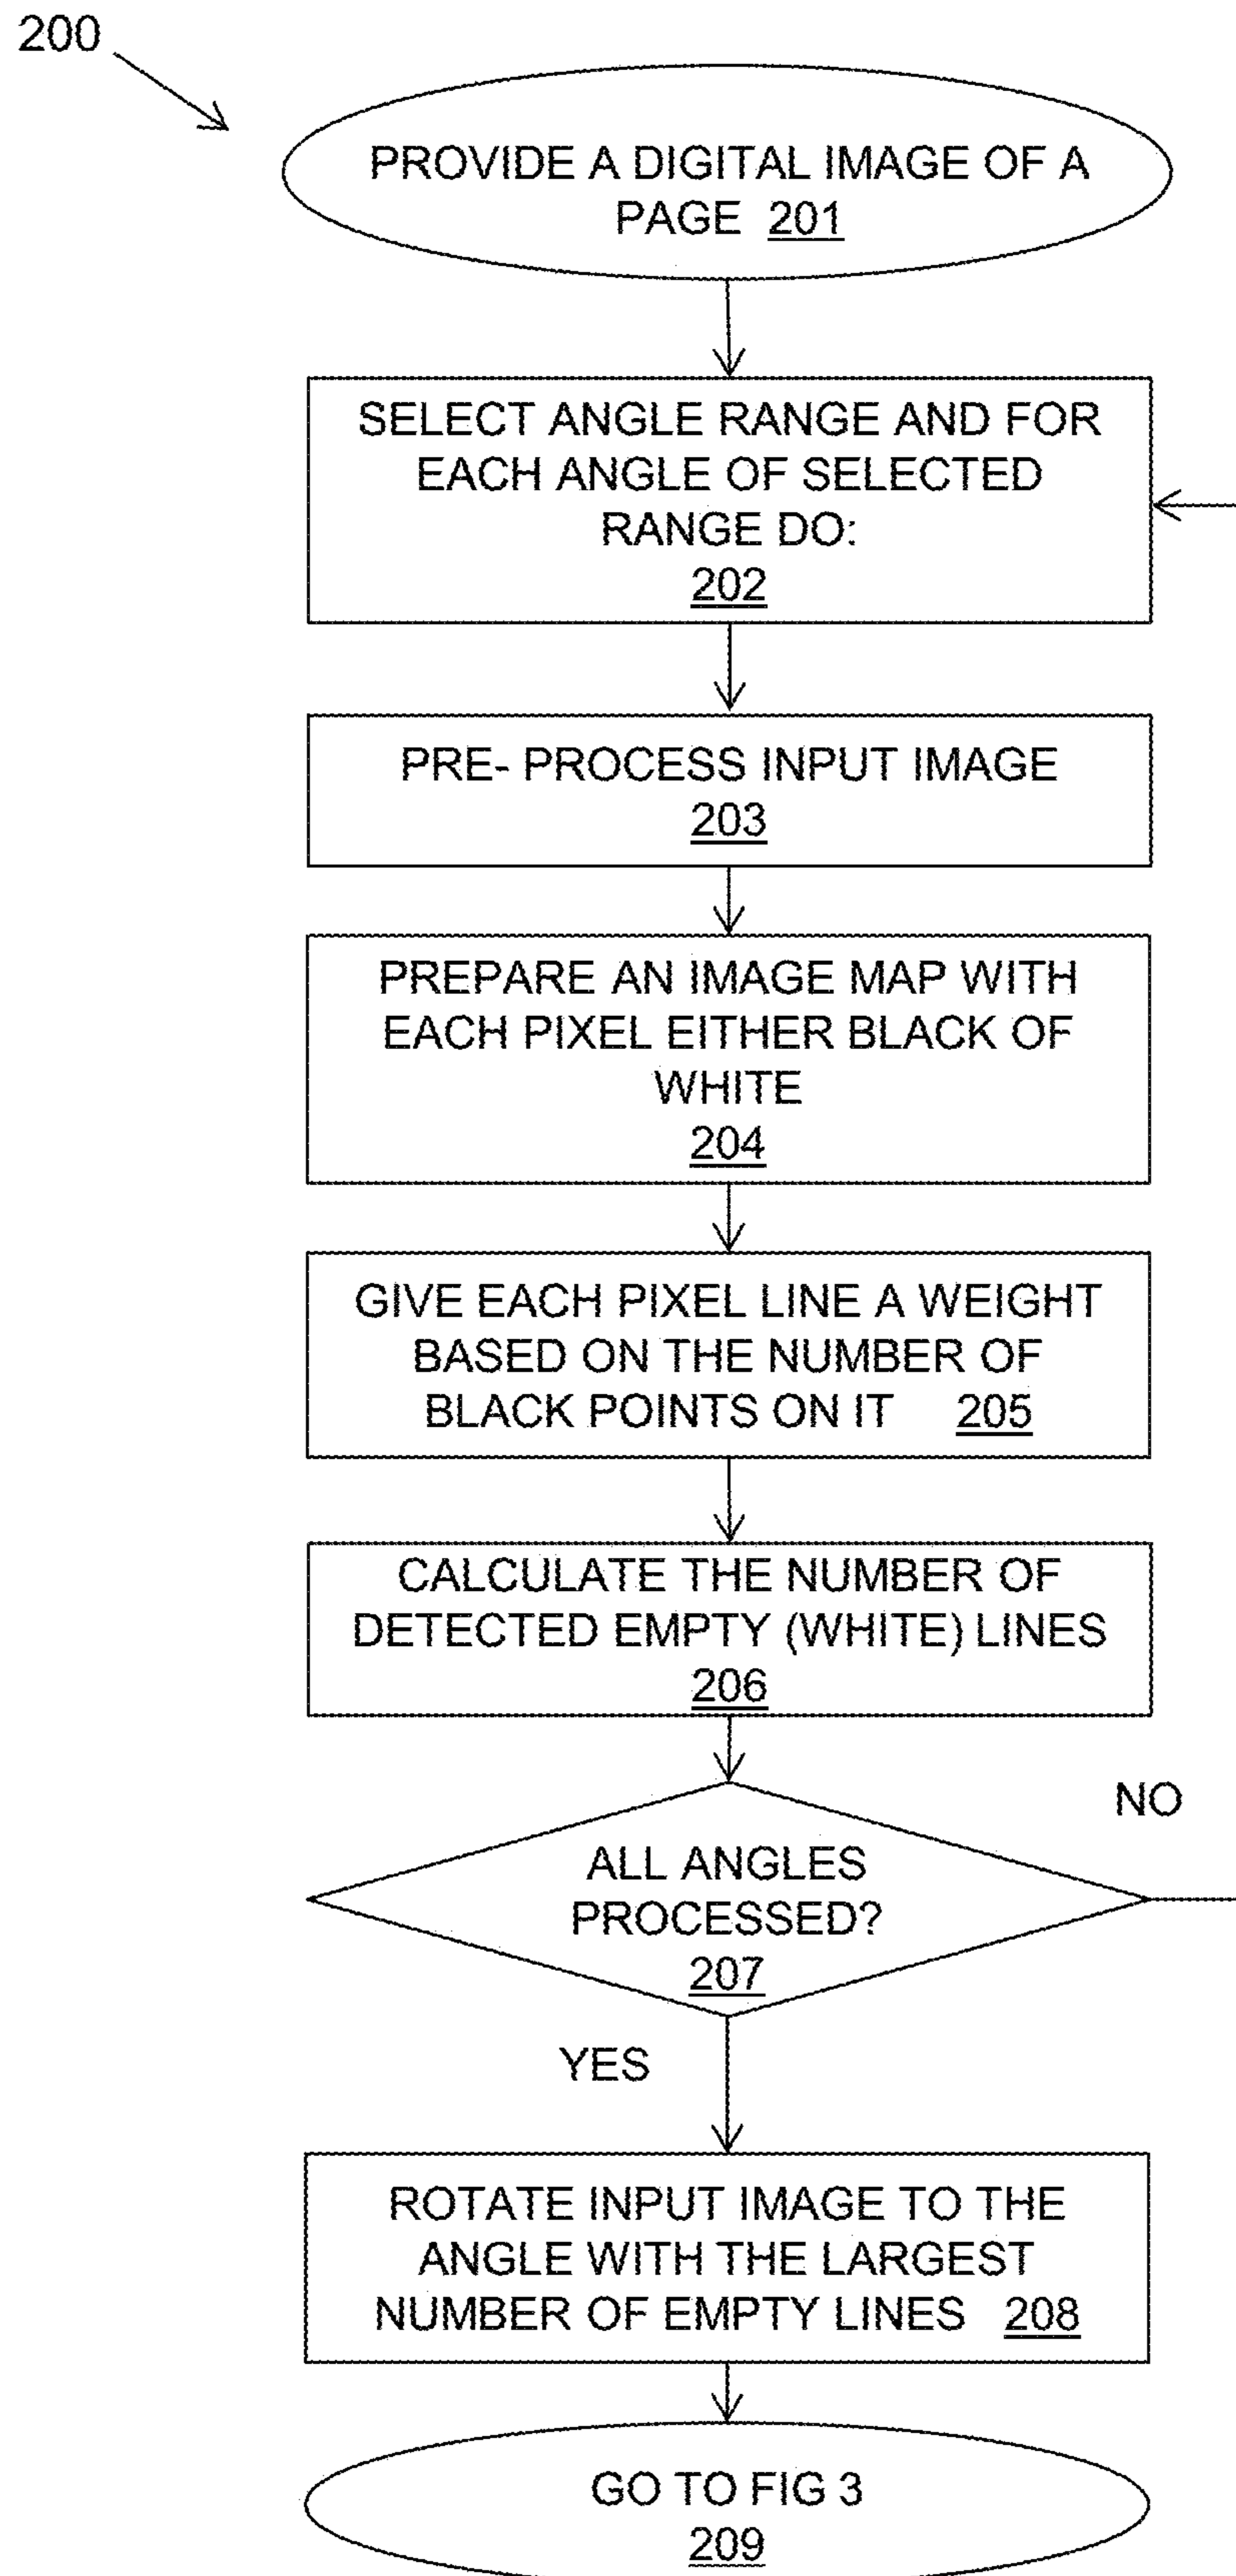 200
PROVIDE A DIGITAL IMAGE OF A
PAGE 201
SELECT ANGLE RANGE AND FOR
EACH ANGLE OF SELECTED
RANGE DO:
202
PRE- PROCESS INPUT IMAGE
203
PREPARE AN IMAGE MAP WITH
EACH PIXEL EITHER BLACK OF
WHITE
204
GIVE EACH PIXEL LINE A WEIGHT
BASED ON THE NUMBER OF
BLACK POINTS ON IT 205
CALCULATE THE NUMBER OF
DETECTED EMPTY (WHITE) LINES
206
NO
ALL ANGLES
PROCESSED?
207
YES
ROTATE INPUT IMAGE TO THE
ANGLE WITH THE LARGEST
NUMBER OF EMPTY LINES 208
GO TO FIG 3
209